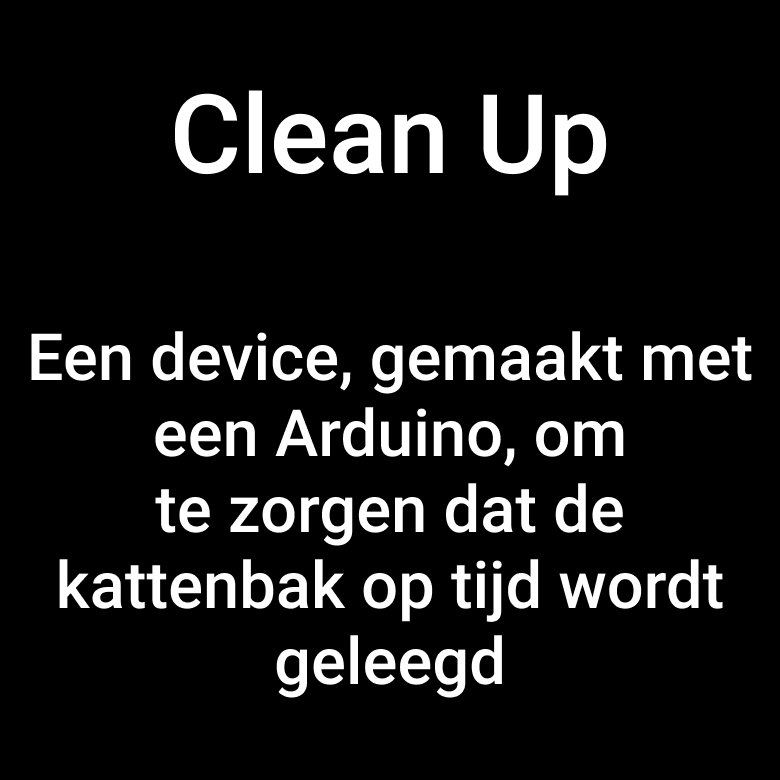 Clean Up
Een device, gemaakt met
een Arduino, om
te zorgen dat de
kattenbak op tijd wordt
geleegd